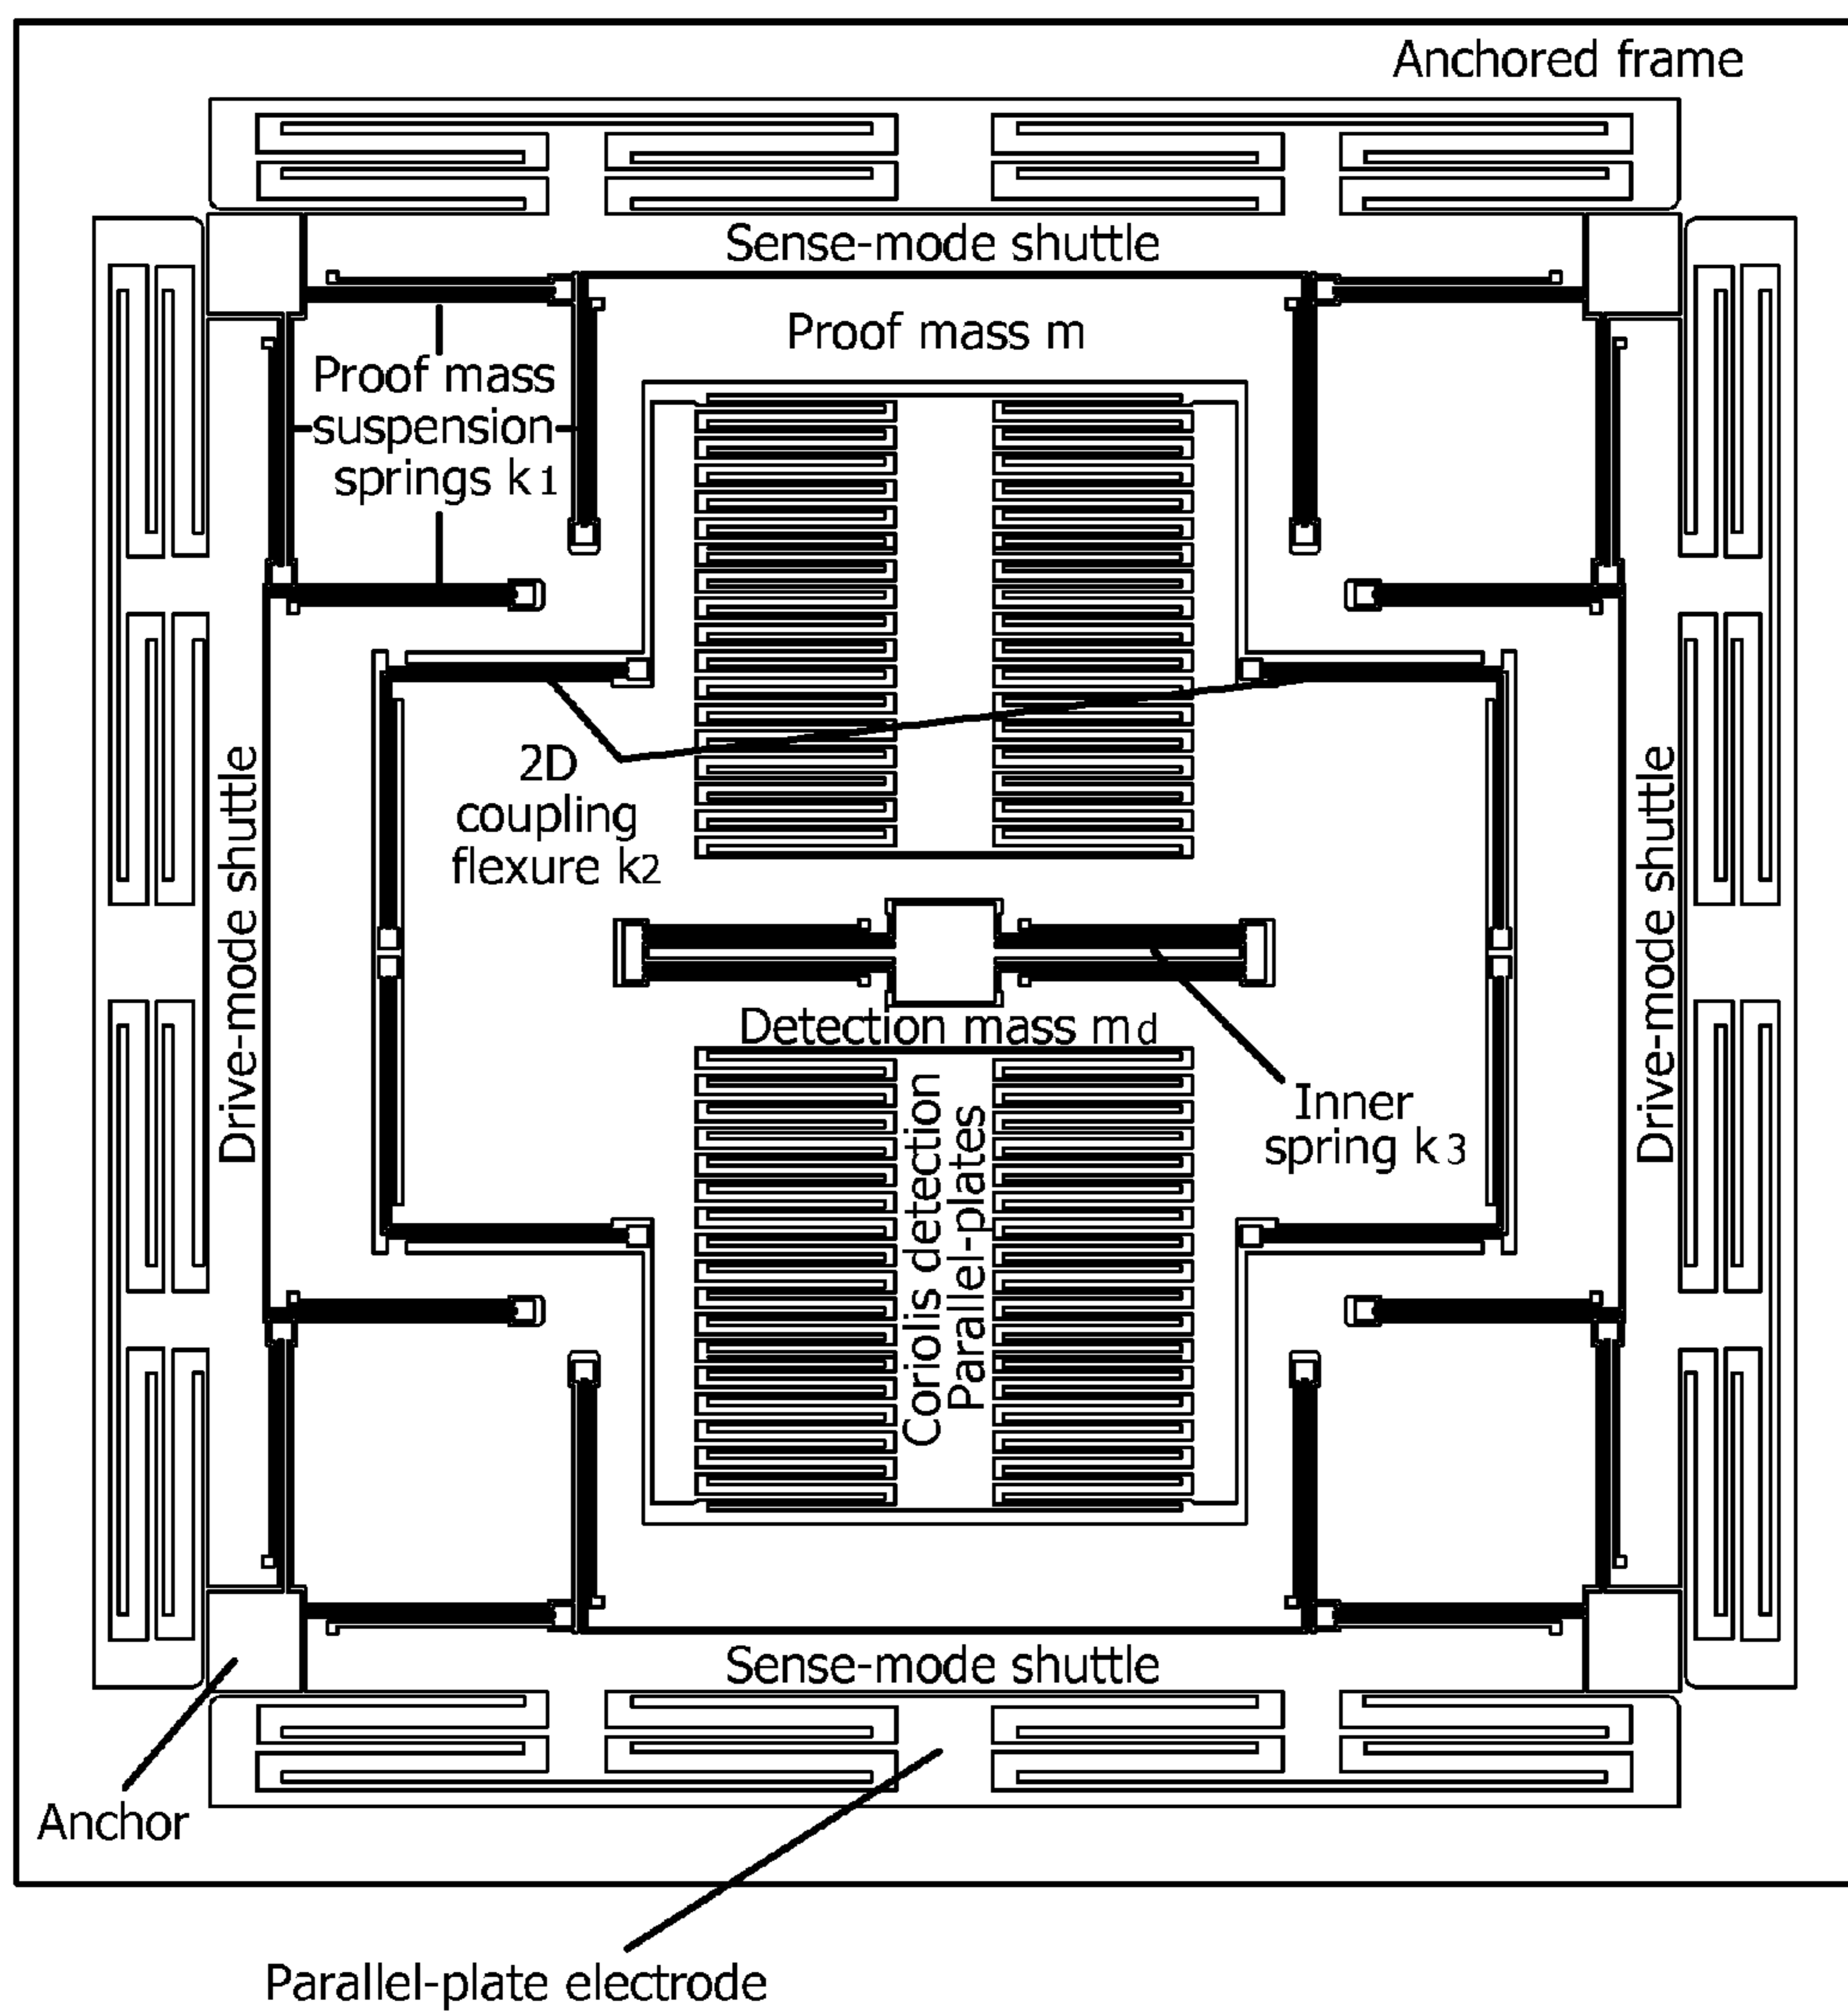 Anchored frame
Sense-mode shuttle
Proof mass m
Proof mass
suspension
springs k1
2D
coupling
flexure k2
Drive-mode shuttle
Drive-mode shuttle
Detection mass md
Inner
spring k3
Coriolis detection
Parallel-plates
Sense-mode shuttle
Anchor
Parallel-plate electrode